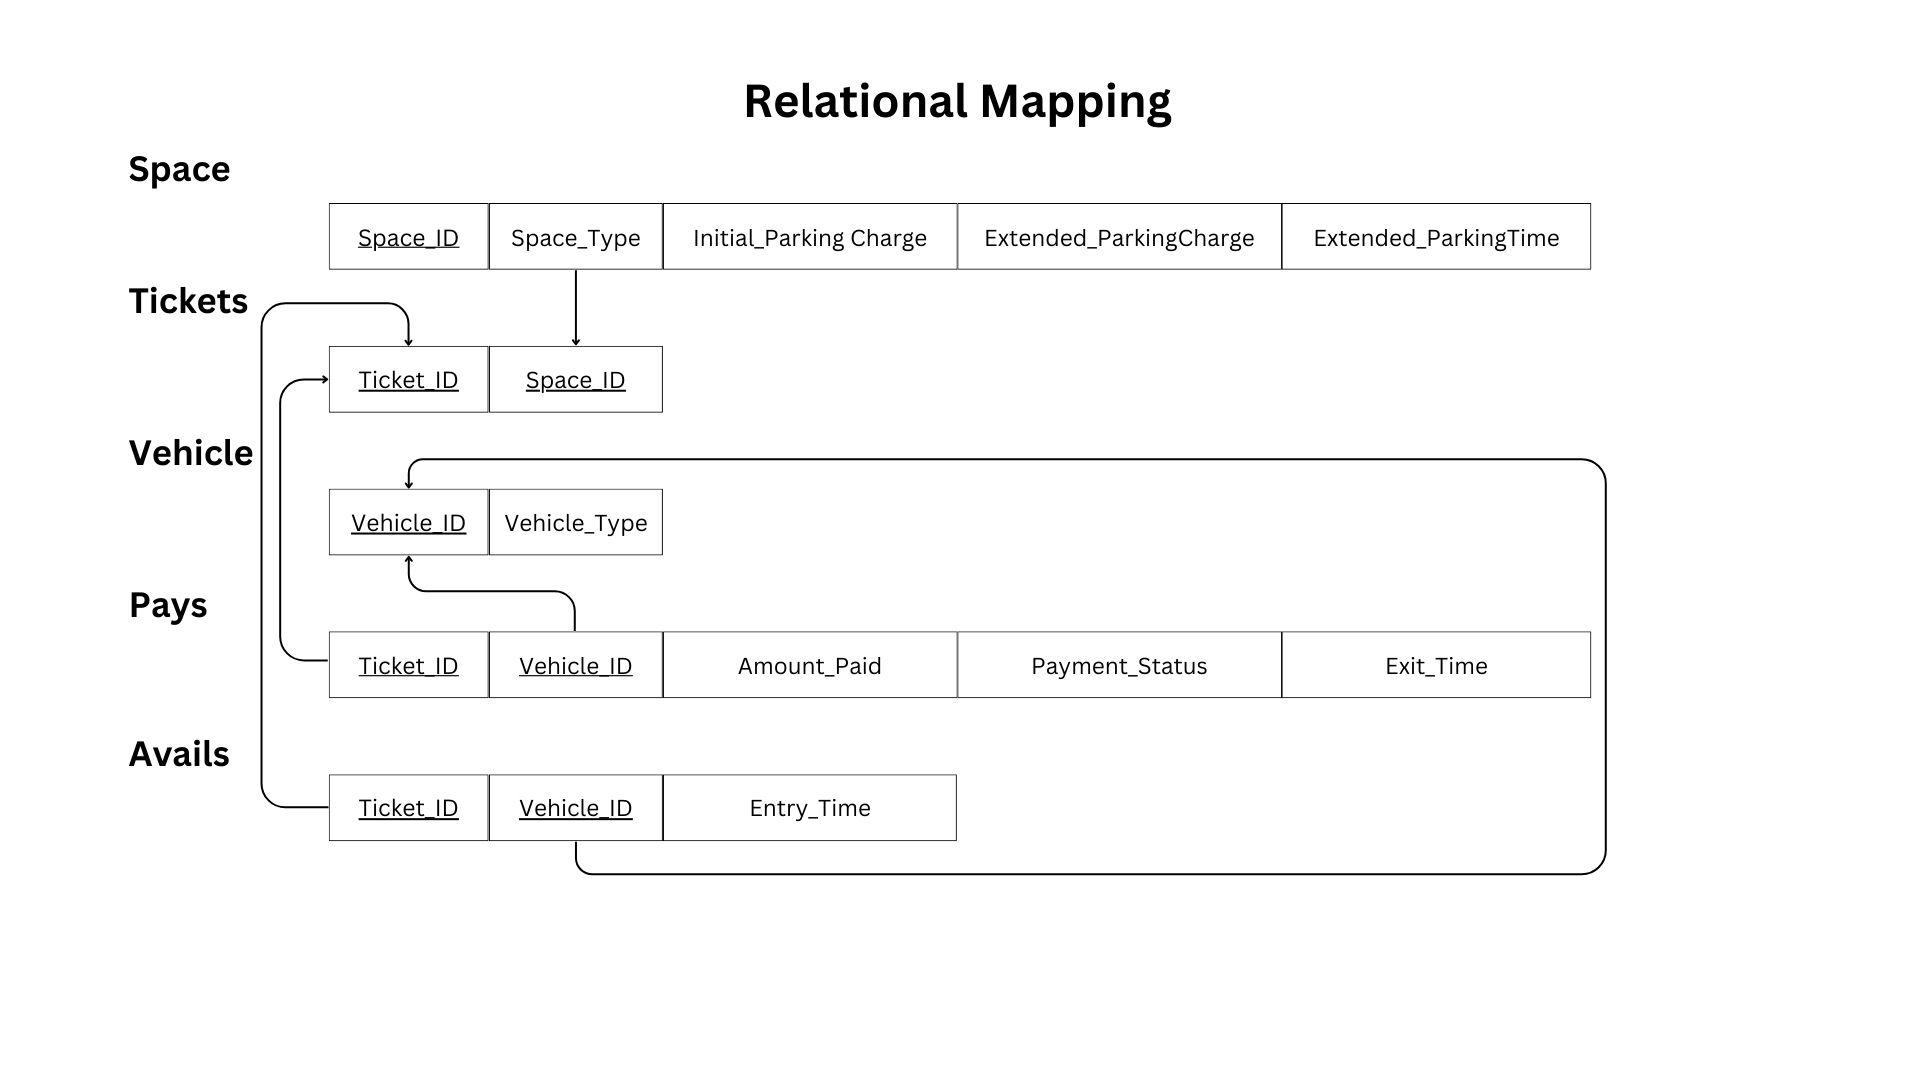 Relational Mapping
Space
Space_ID Space_Type Initial_Parking Charge Extended_ParkingCharge Extended_ParkingTime
Tickets
Ticket_ID Space_ID
Vehicle
Vehicle_ID Vehicle_Type
Pays
Ticket_ID Vehicle_ID Amount_Paid Payment_Status Exit_Time
Avails
Ticket_ID Vehicle_ID Entry_Time